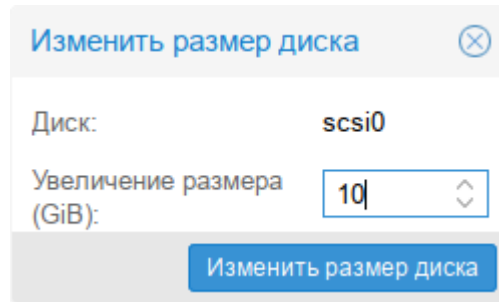 Изменить размер диска
Диск: scsi0
Увеличение размера
(GiB): 10
Изменить размер диска